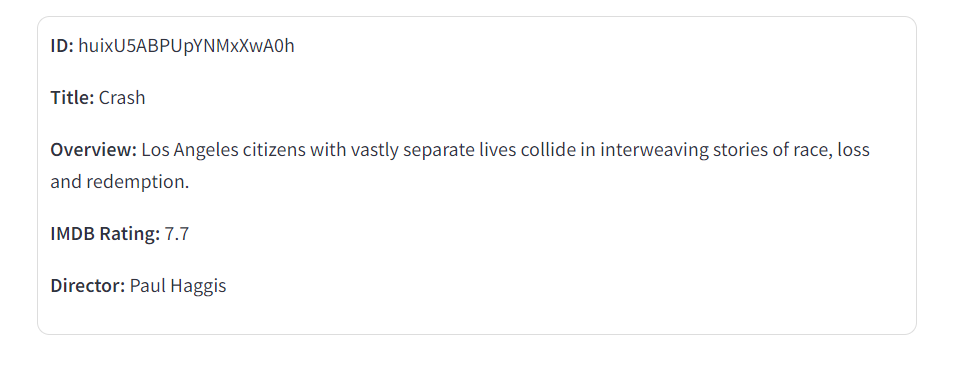 ID: huixU5ABPUpYNMxXwA0h
Title: Crash
Overview: Los Angeles citizens with vastly separate lives collide in interweaving stories of race, loss
and redemption.
IMDB Rating: 7.7
Director: Paul Haggis